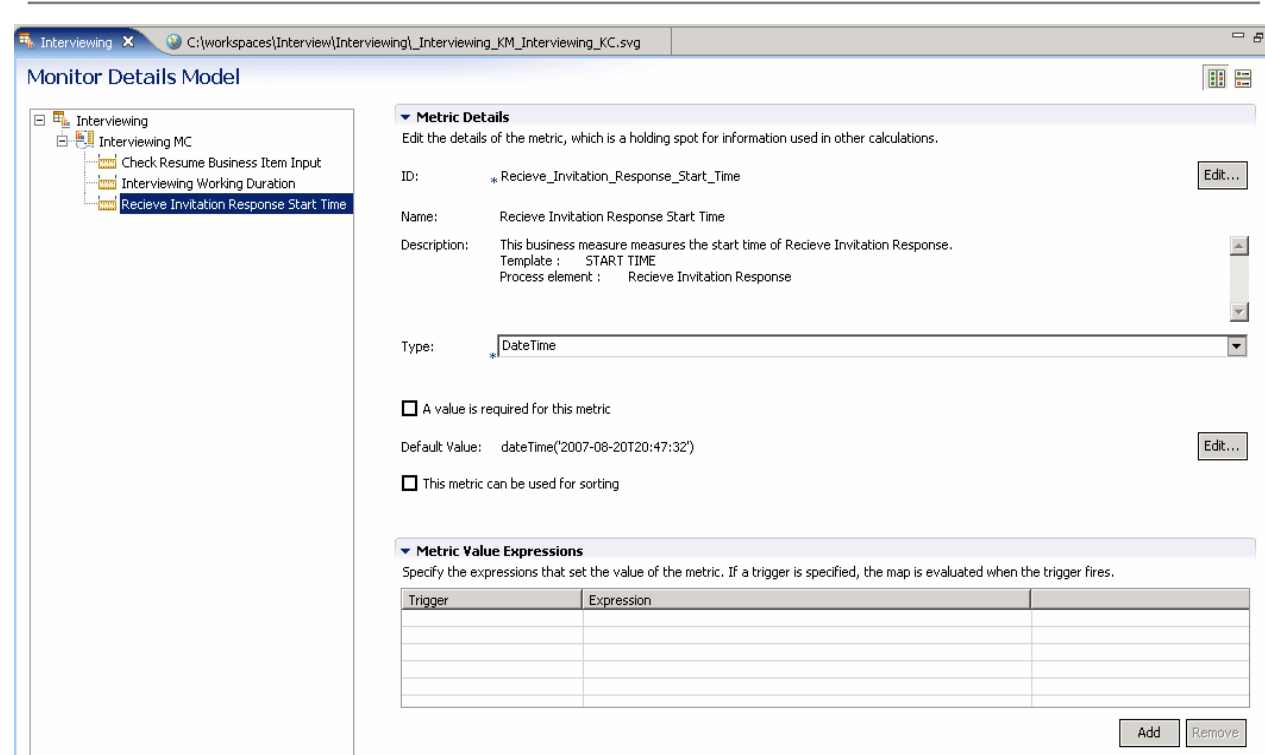 Interviewing
C:\workspaces\Interview\Interviewing\_Interviewing_KM_Interviewing_KC.svg
Monitor Details Model
Interviewing
Interviewing MC
Check Resume Business Item Input
Interviewing Working Duration
Recieve Invitation Response Start Time
Metric Details
Edit the details of the metric, which is a holding spot for information used in other calculations.
ID: * Recieve_Invitation_Response_Start_Time Edit...
Name: Recieve Invitation Response Start Time
Description: This business measure measures the start time of Recieve Invitation Response.
Template : START TIME
Process element : Recieve Invitation Response
Type: * DateTime
A value is required for this metric
Default Value: dateTime('2007-08-20T20:47:32') Edit...
This metric can be used for sorting
Metric Value Expressions
Specify the expressions that set the value of the metric. If a trigger is specified, the map is evaluated when the trigger fires.
Trigger Expression
Add Remove